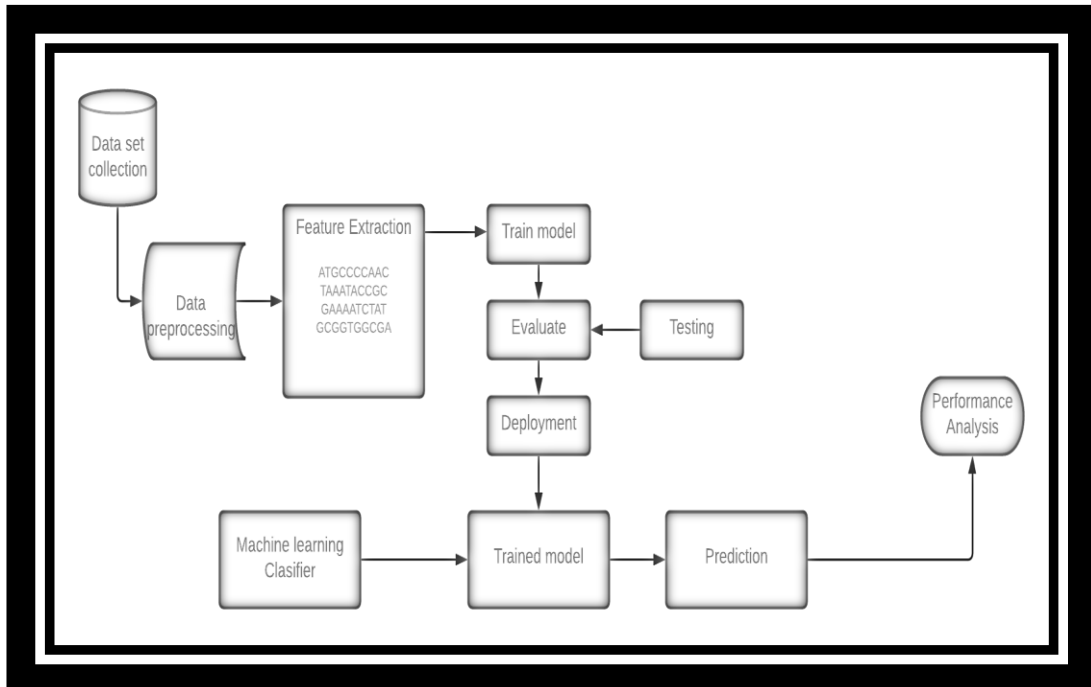 Data set
collection
Data
preprocessing
Feature Extraction
ATGCCCCAAC
TAAATACCGC
GAAAATCTAT
GCGGTGGCGA
Train model
Evaluate
Testing
Deployment
Performance
Analysis
Machine learning
Clasifier
Trained model
Prediction